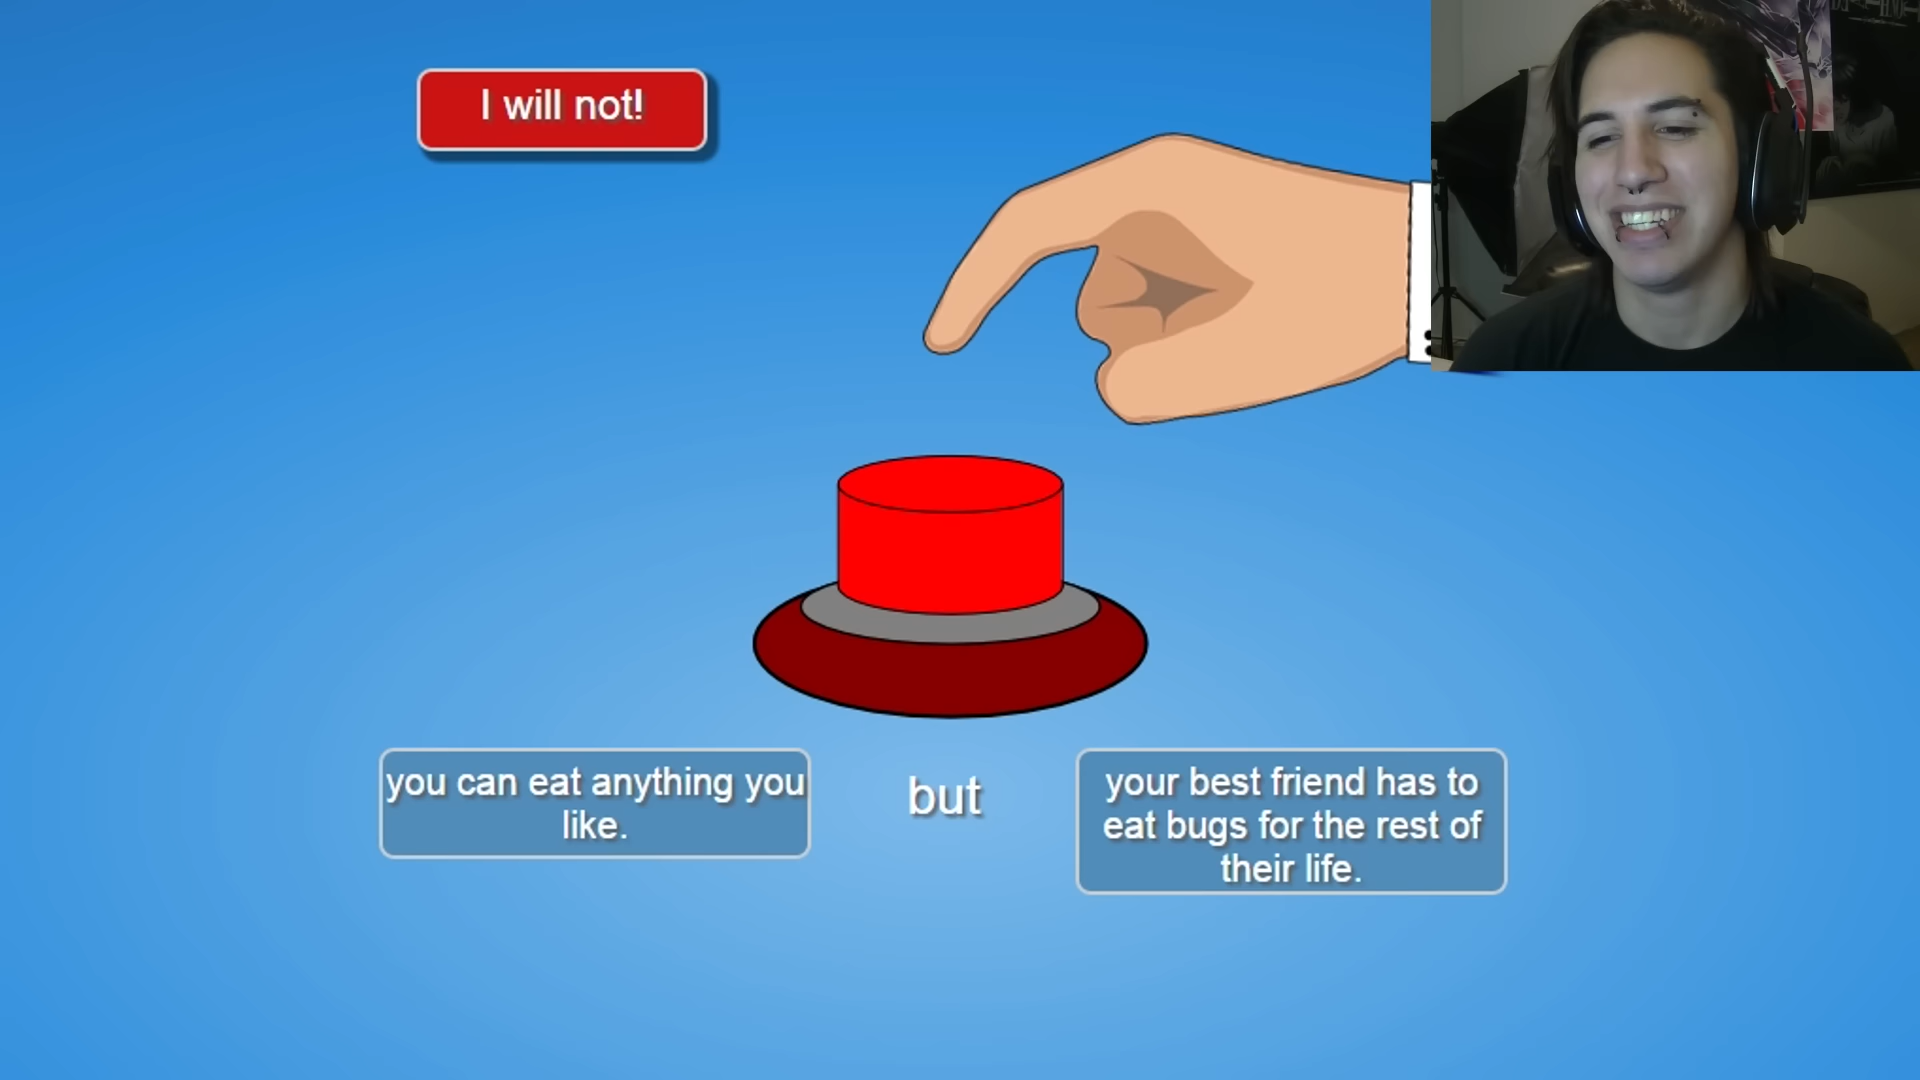 I will not!
you can eat anything you
like.
but
your best friend has to
eat bugs for the rest of
their life.